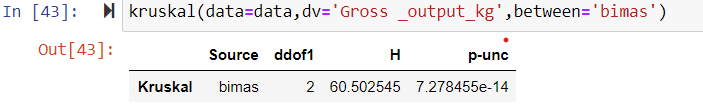 In [43]: kruskal(data=data,dv='Gross _output_kg',between='bimas')
Out[43]:
Source ddof1 H p-unc
Kruskal bimas 2 60.502545 7.278455e-14